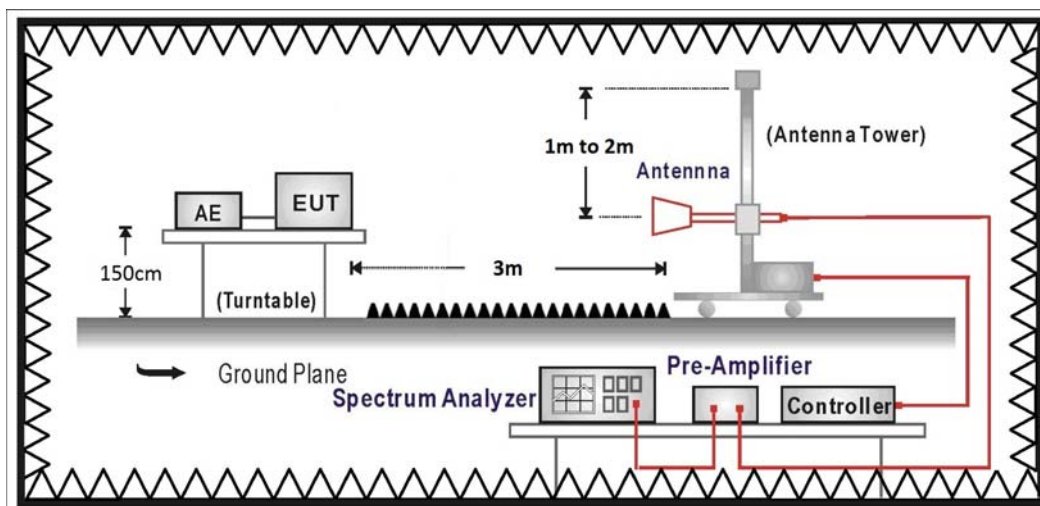 1m to 2m
(Antenna Tower)
Antennna
AE
EUT
150cm
3m
(Turntable)
Ground Plane
Pre-Amplifier
Spectrum Analyzer
Controller